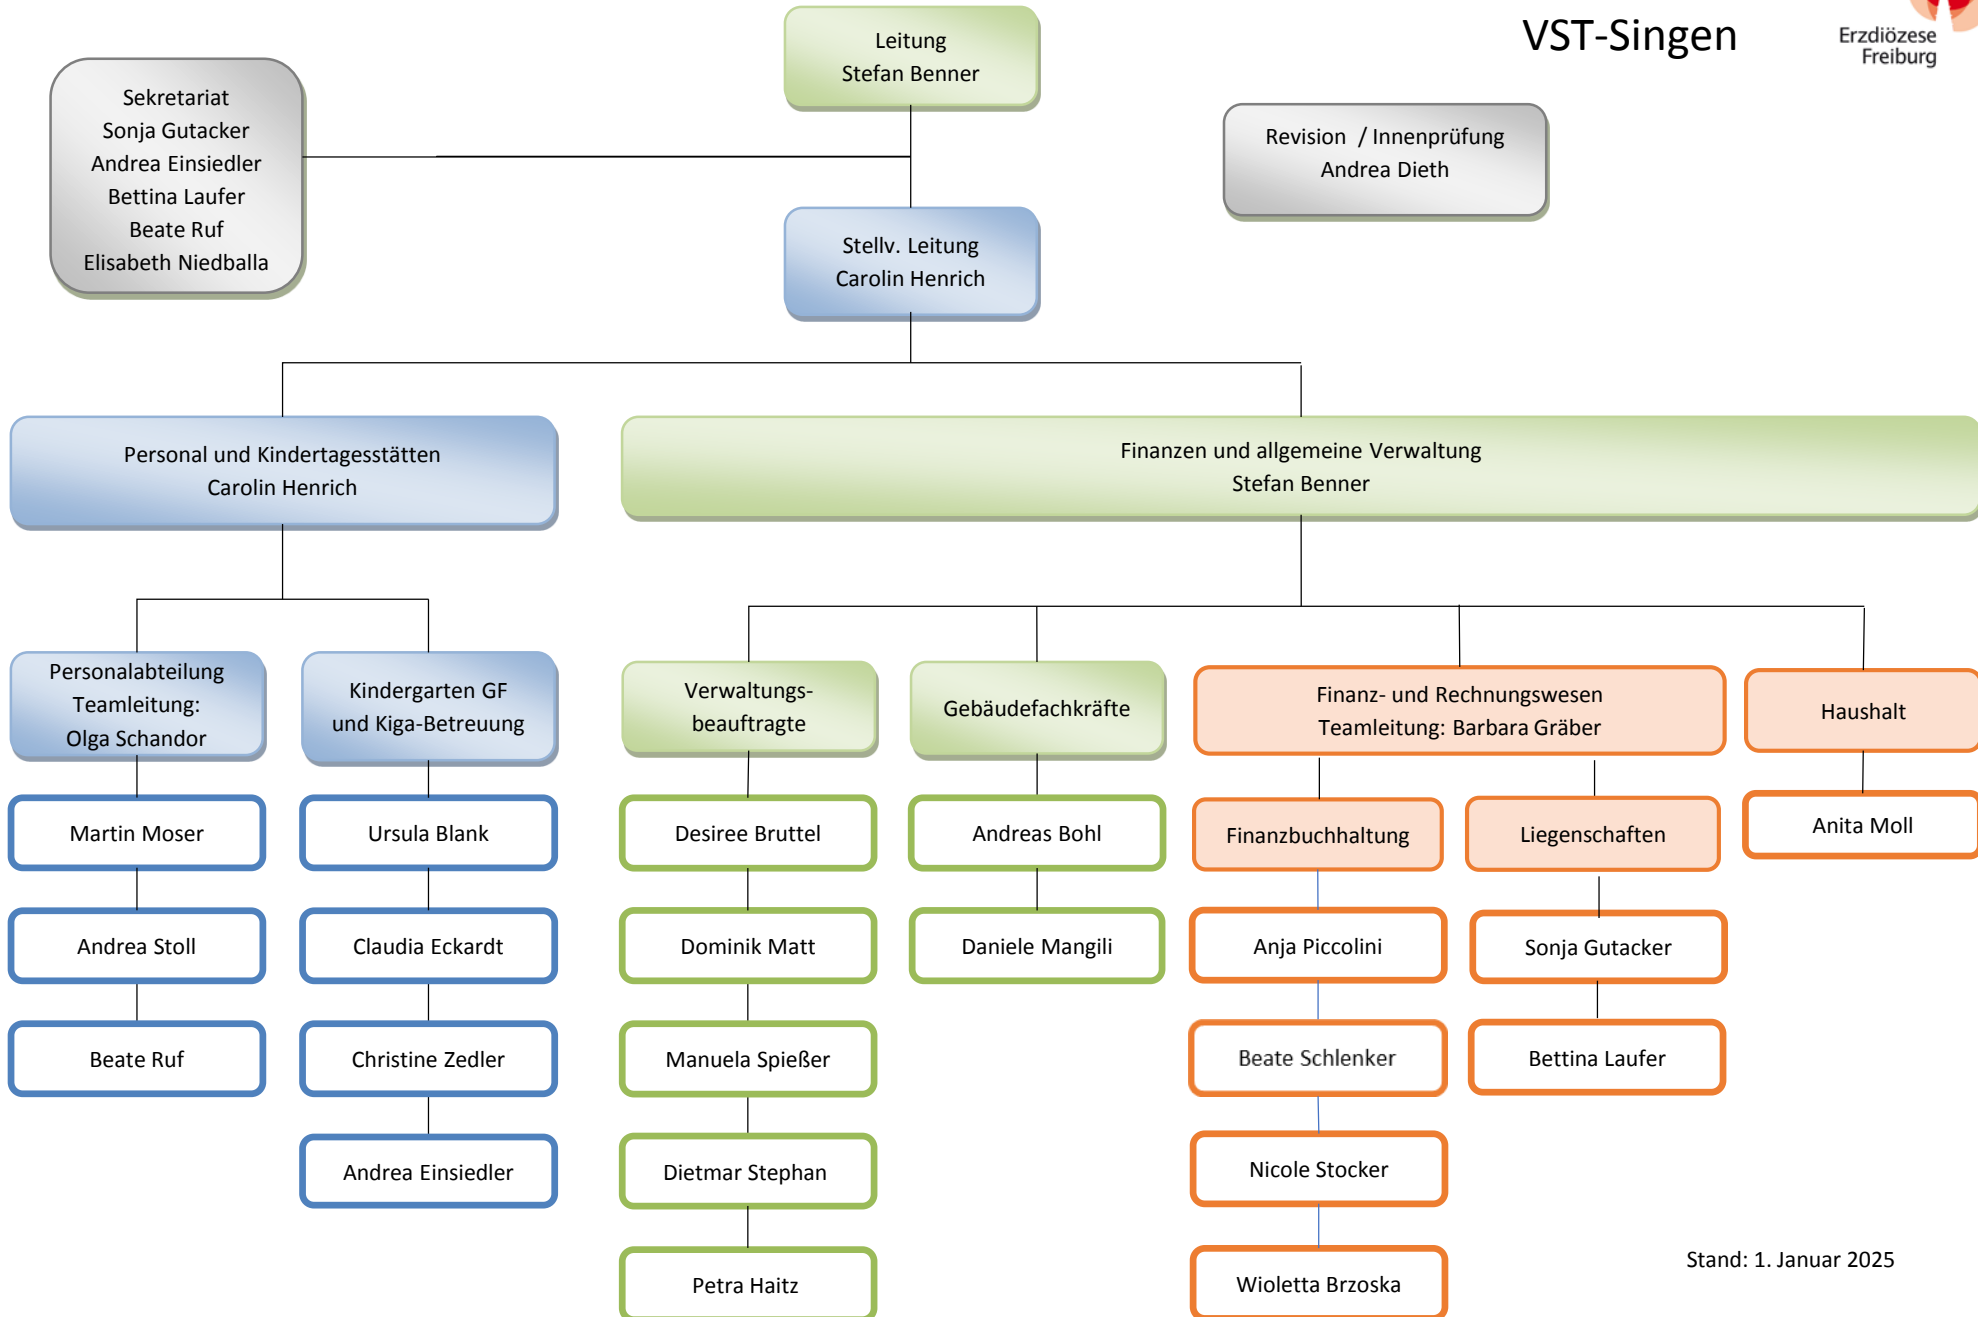 VST-Singen
Erzdiözese
Freiburg
Leitung
Stefan Benner
Sekretariat
Sonja Gutacker
Andrea Einsiedler
Bettina Laufer
Beate Ruf
Elisabeth Niedballa
Revision / Innenprüfung
Andrea Dieth
Stellv. Leitung
Carolin Henrich
Personal und Kindertagesstätten
Carolin Henrich
Finanzen und allgemeine Verwaltung
Stefan Benner
Personalabteilung
Teamleitung:
Olga Schandor
Martin Moser
Andrea Stoll
Beate Ruf
Kindergarten GF
und Kiga-Betreuung
Ursula Blank
Claudia Eckardt
Christine Zedler
Andrea Einsiedler
Verwaltungs-
beauftragte
Desiree Bruttel
Dominik Matt
Manuela Spießer
Dietmar Stephan
Petra Haitz
Gebäudefachkräfte
Andreas Bohl
Daniele Mangili
Finanz- und Rechnungswesen
Teamleitung: Barbara Gräber
Finanzbuchhaltung
Anja Piccolini
Beate Schlenker
Nicole Stocker
Wioletta Brzoska
Liegenschaften
Sonja Gutacker
Bettina Laufer
Haushalt
Anita Moll
Stand: 1. Januar 2025